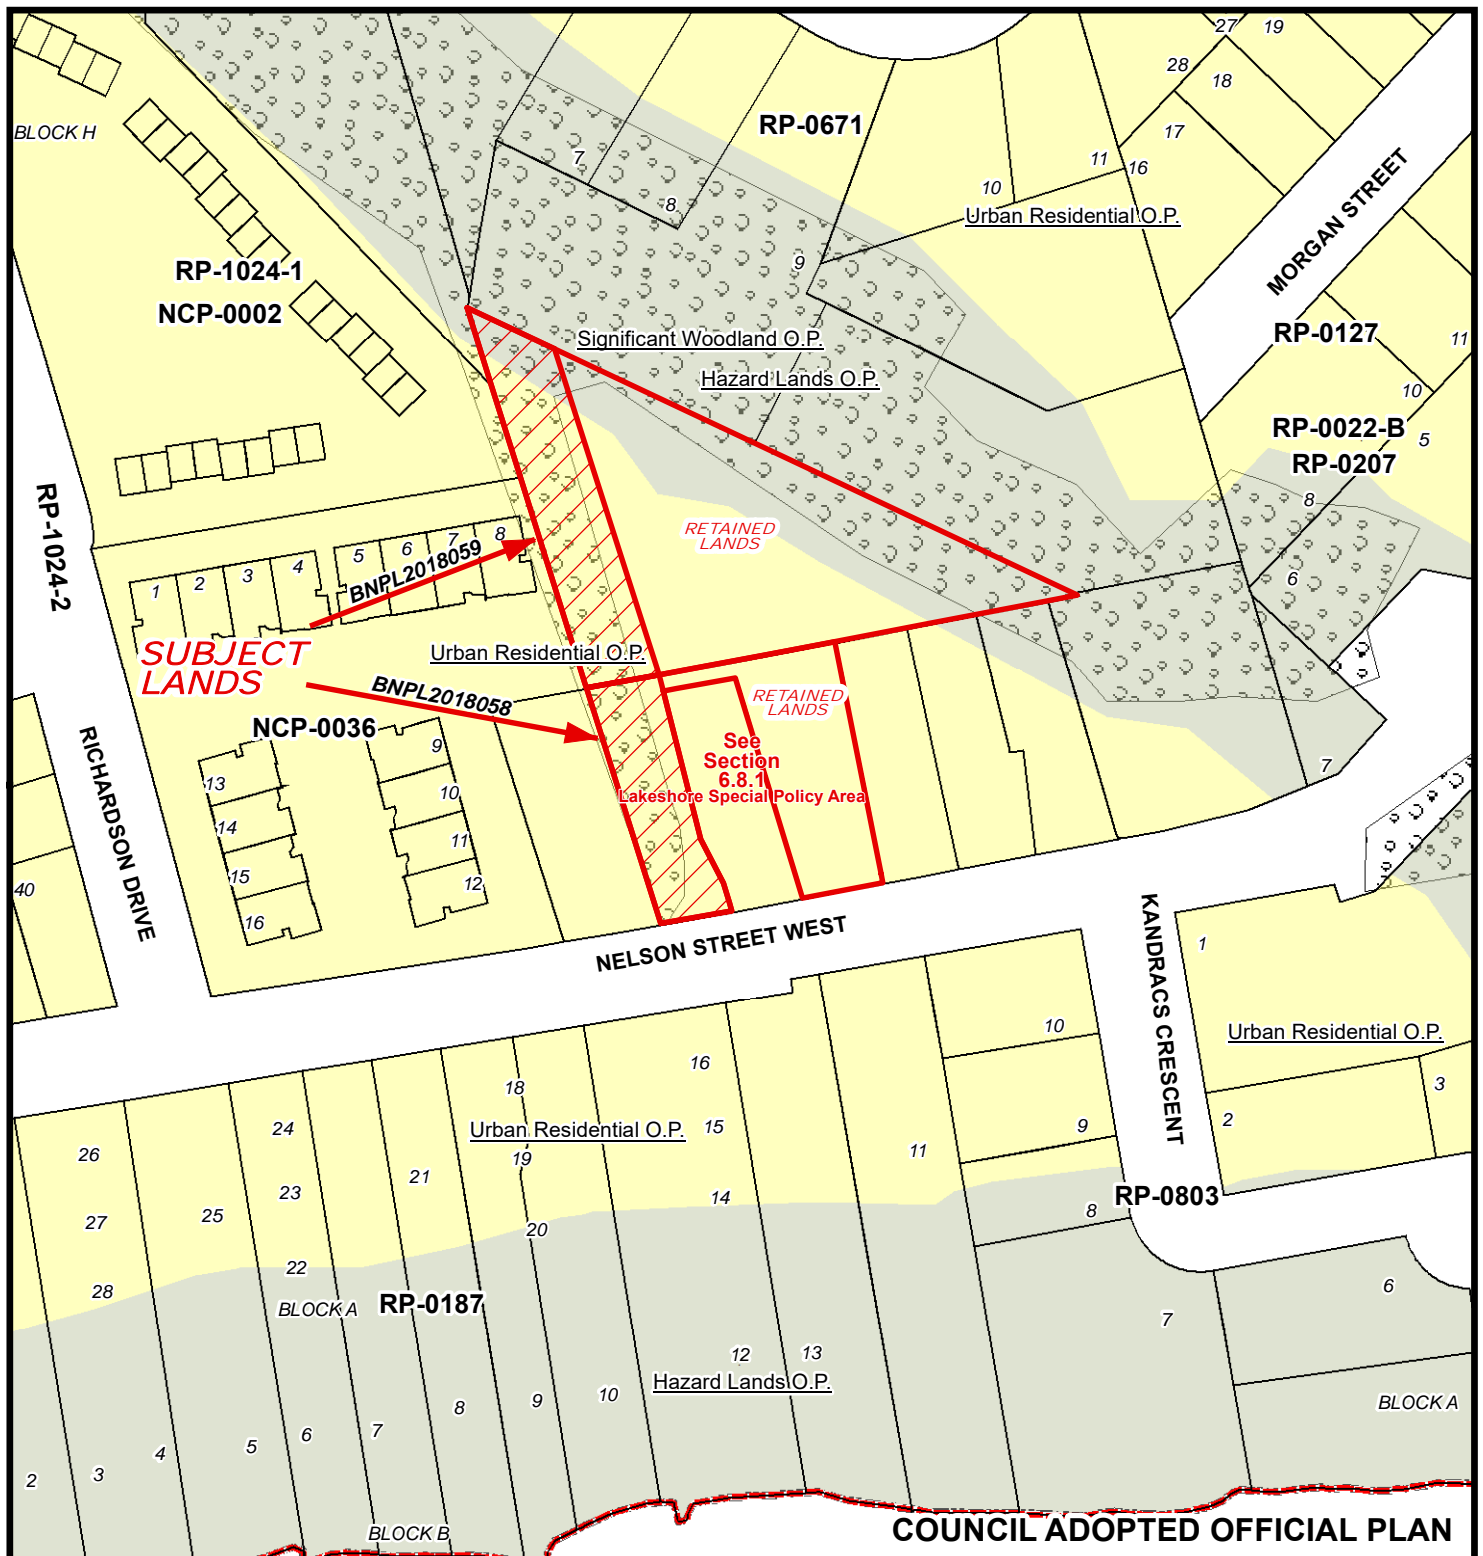 27
19
28
18
BLOCK H
RP-0671
17
7
11
16
10
8
Urban Residential O.P.
MORGAN STREET
9
RP-1024-1
NCP-0002
Significant Woodland O.P.
RP-0127
11
Hazard Lands O.P.
10
RP-0022-B
5
RP-0207
8
RP-1024-2
RETAINED
LANDS
1
2
3
4
5
6
7
8
BNPL2018059
6
SUBJECT
LANDS
Urban Residential O.P.
BNPL2018058
RETAINED
LANDS
NCP-0036
See
Section
6.8.1
Lakeshore Special Policy Area
7
RICHARDSON DRIVE
9
13
10
14
11
15
12
16
40
NELSON STREET WEST
KANDRACS CRESCENT
1
10
Urban Residential O.P.
16
18
3
24
Urban Residential O.P.
15
9
2
26
19
11
21
23
14
RP-0803
25
27
20
8
22
28
BLOCK A
RP-0187
6
7
12
13
Hazard Lands O.P.
10
9
8
BLOCK A
7
6
5
4
3
2
BLOCK B
COUNCIL ADOPTED OFFICIAL PLAN